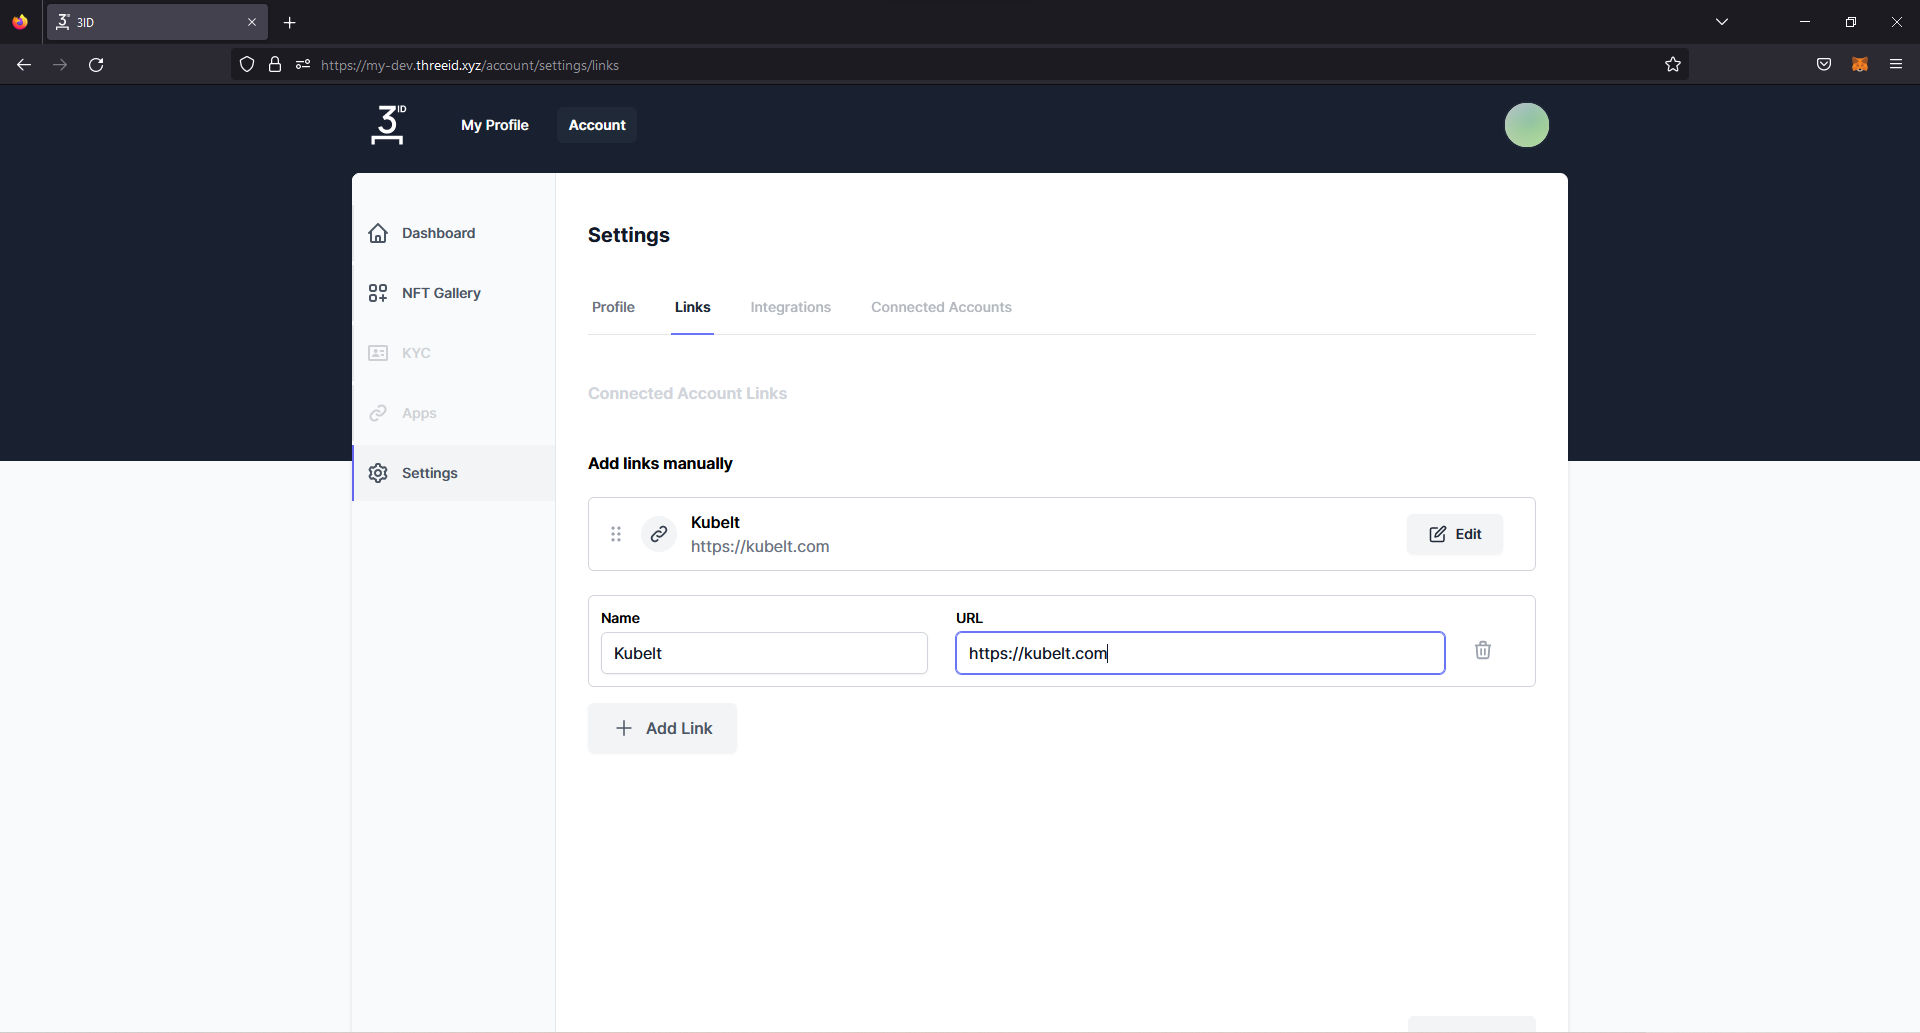 3ID
https://my-dev.threeid.xyz/account/settings/links
3ID
My Profile
Account
Dashboard
NFT Gallery
KYC
Apps
Settings
Settings
Profile
Links
Integrations
Connected Accounts
Connected Account Links
Add links manually
Kubelt
https://kubelt.com
Edit
Name
URL
Kubelt
https://kubelt.com
Add Link